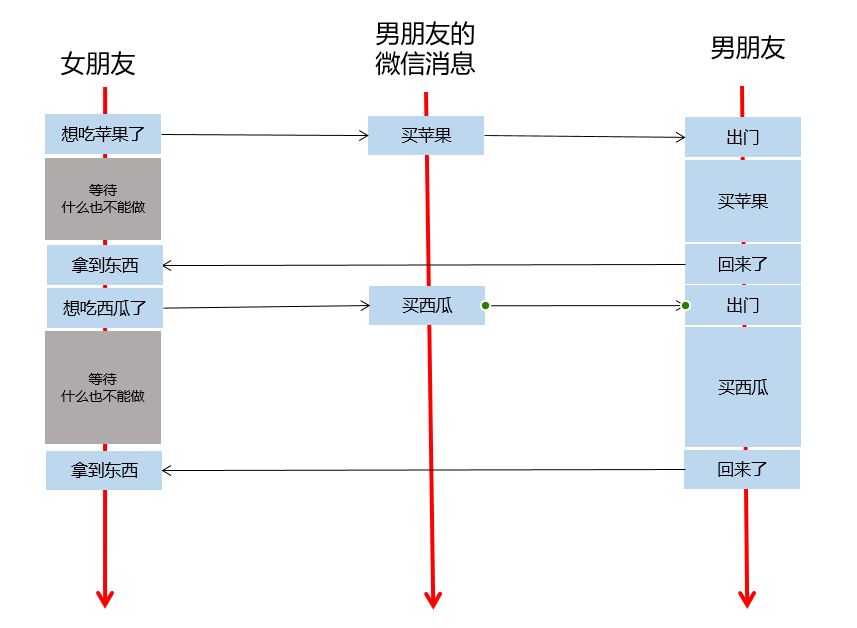 女朋友
男朋友的
微信消息
男朋友
想吃苹果了
买苹果
出门
等待
什么也不能做
买苹果
拿到东西
回来了
想吃西瓜了
买西瓜
出门
等待
什么也不能做
买西瓜
拿到东西
回来了